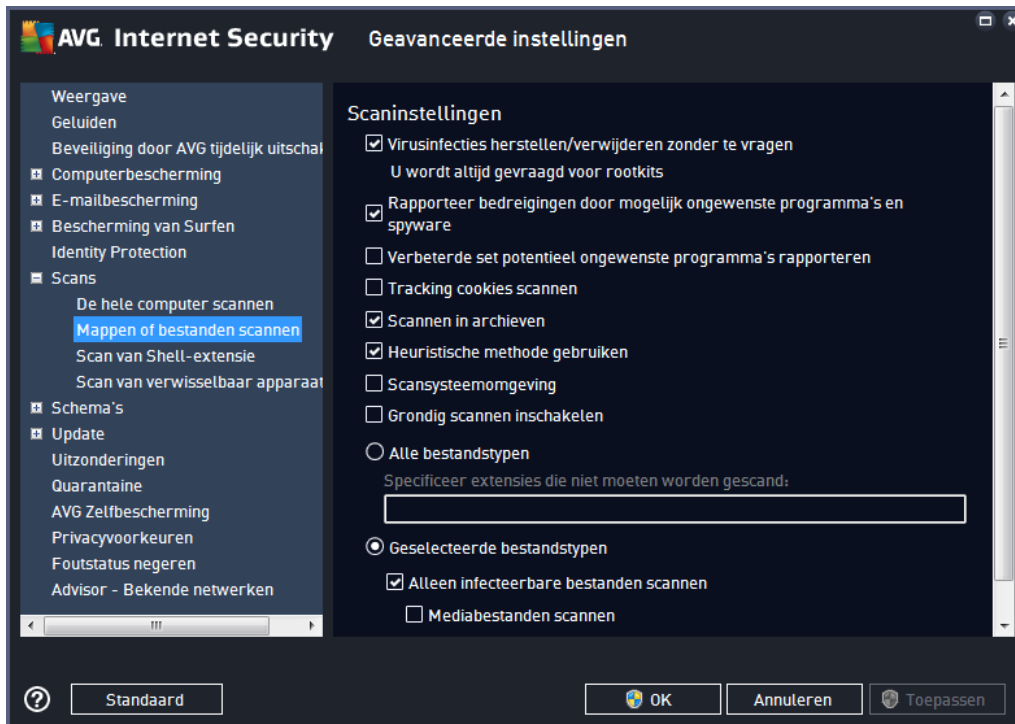 AVG. Internet Security
Geavanceerde instellingen
Weergave
Geluiden
Beveiliging door AVG tijdelijk uitschak
Computerbescherming
E-mailbescherming
Bescherming van Surfen
Identity Protection
Scans
De hele computer scannen
Mappen of bestanden scannen
Scan van Shell-extensie
Scan van verwisselbaar apparaat
Schema's
Update
Uitzonderingen
Quarantaine
AVG Zelfbescherming
Privacyvoorkeuren
Foutstatus negeren
Advisor - Bekende netwerken
Scaninstellingen
Virusinfecties herstellen/verwijderen zonder te vragen
U wordt altijd gevraagd voor rootkits
Rapporteer bedreigingen door mogelijk ongewenste programma's en
spyware
Verbeterde set potentieel ongewenste programma's rapporteren
Tracking cookies scannen
Scannen in archieven
Heuristische methode gebruiken
Scansysteemomgeving
Grondig scannen inschakelen
Alle bestandstypen
Specificeer extensies die niet moeten worden gescand:
Geselecteerde bestandstypen
Alleen infecteerbare bestanden scannen
Mediabestanden scannen
Standaard
OK
Annuleren
Toepassen